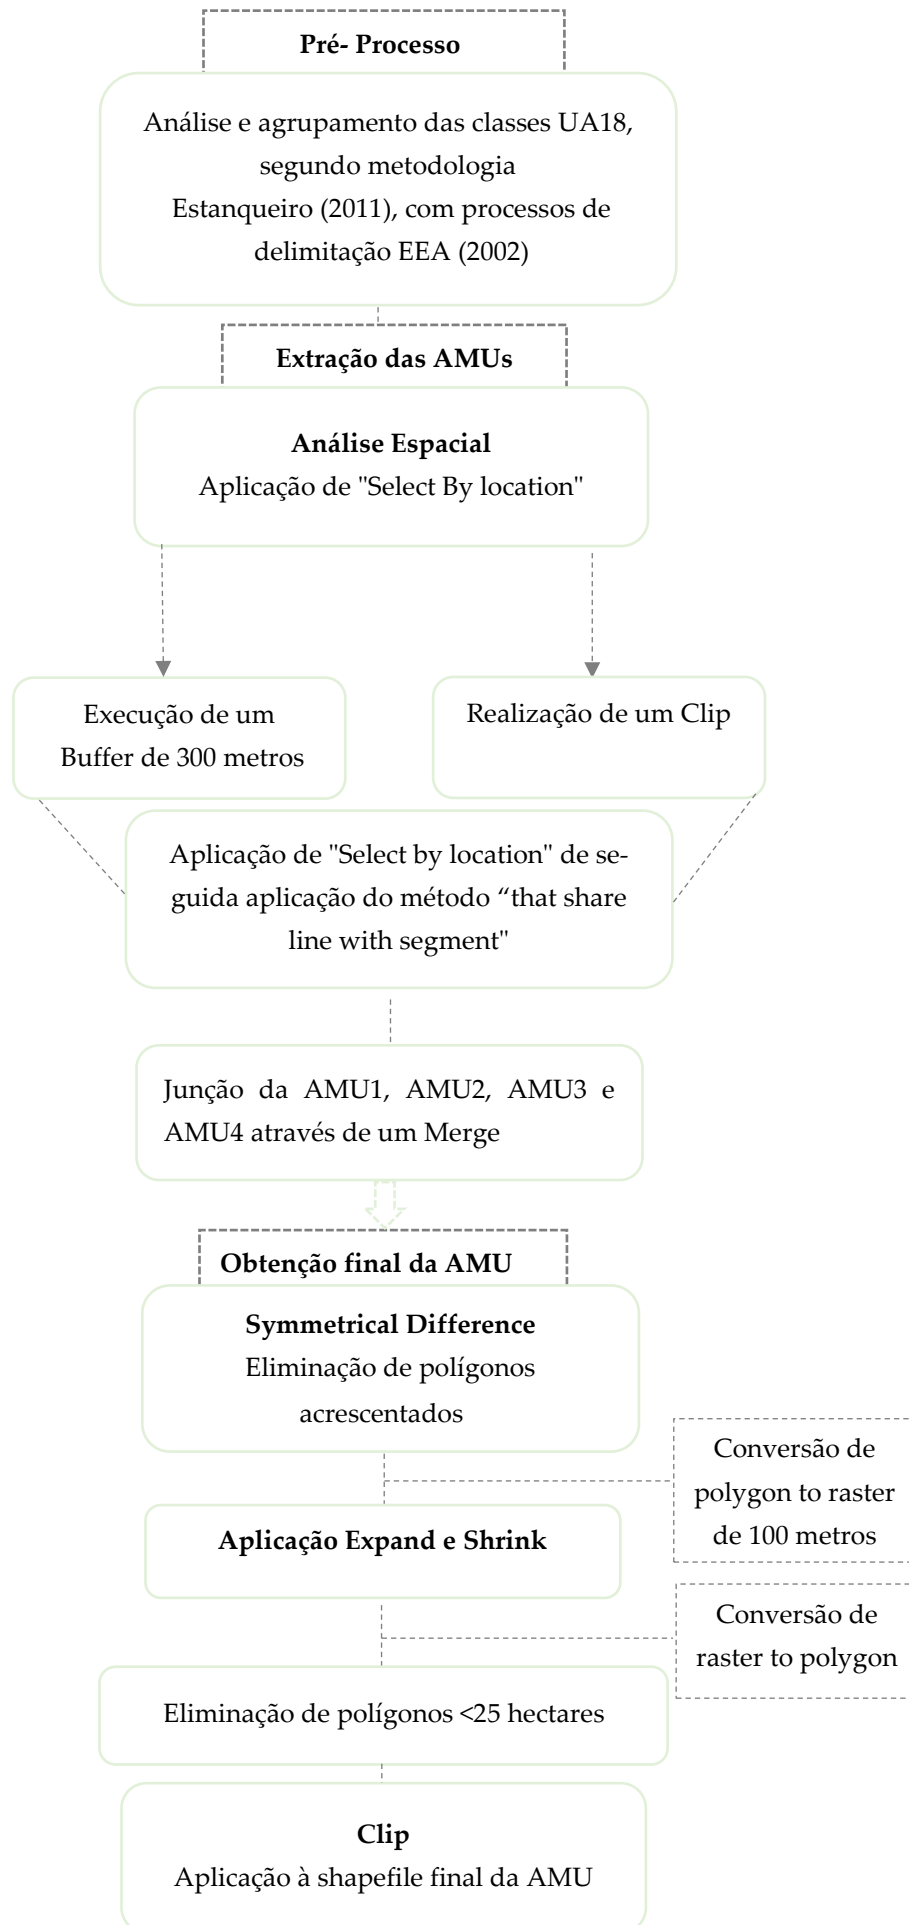 Pré- Processo
Análise e agrupamento das classes UA18,
segundo metodologia
Estanqueiro (2011), com processos de
delimitação EEA (2002)
Extração das AMUs
Análise Espacial
Aplicação de "Select By location"
Execução de um
Buffer de 300 metros
Realização de um Clip
Aplicação de "Select by location" de se-
guida aplicação do método “that share
line with segment"
Junção da AMU1, AMU2, AMU3 e
AMU4 através de um Merge
Obtenção final da AMU
Symmetrical Difference
Eliminação de polígonos
acrescentados
Conversão de
polygon to raster
de 100 metros
Aplicação Expand e Shrink
Conversão de
raster to polygon
Eliminação de polígonos <25 hectares
Clip
Aplicação à shapefile final da AMU